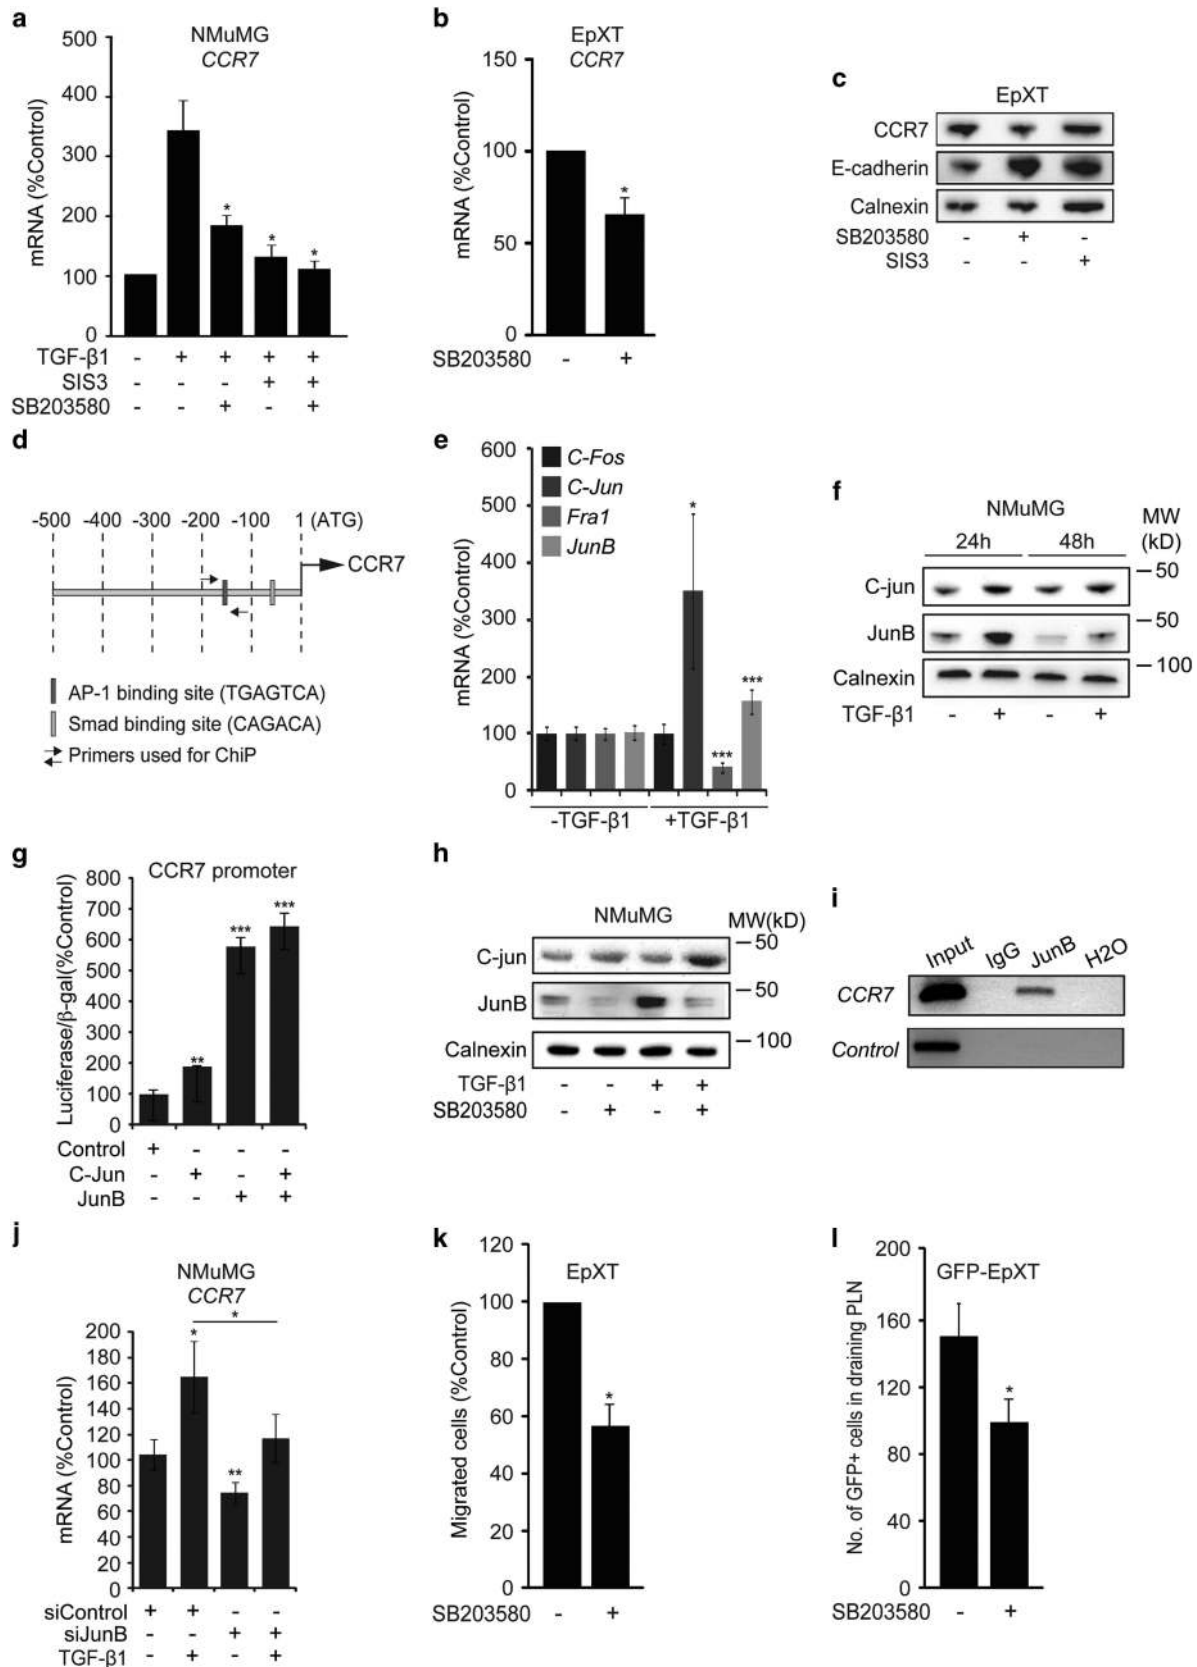 a
NMuMG
CCR7
mRNA (%Control)
500
400
300
200
100
0
*
*
*
TGF-β1 - + + + +
SIS3 - - - + +
SB203580 - - + - +
b
EpXT
CCR7
mRNA (%Control)
150
100
50
0
*
SB203580 - +
c
EpXT
CCR7
E-cadherin
Calnexin
SB203580 - + -
SIS3 - - +
d
-500 -400 -300 -200 -100 1 (ATG)
CCR7
AP-1 binding site (TGAGTCA)
Smad binding site (CAGACA)
Primers used for ChiP
e
mRNA (%Control)
600
500
400
300
200
100
0
C-Fos
C-Jun
Fra1
JunB
*
***
***
-TGF-β1 +TGF-β1
f
NMuMG
MW
(kD)
24h 48h
C-jun
50
JunB
50
Calnexin
100
TGF-β1 - + - +
g
CCR7 promoter
Luciferase/β-gal(%Control)
800
700
600
500
400
300
200
100
0
**
***
***
Control + - - -
C-Jun - + - +
JunB - - + +
h
NMuMG
MW(kD)
C-jun
50
JunB
50
Calnexin
100
TGF-β1 - - + +
SB203580 - + - +
i
Input IgG JunB H2O
CCR7
Control
j
NMuMG
CCR7
mRNA (%Control)
200
180
160
140
120
100
80
60
40
20
0
*
*
**
siControl + + - -
siJunB - - + +
TGF-β1 - + - +
k
EpXT
Migrated cells (%Control)
120
100
80
60
40
20
0
*
SB203580 - +
l
GFP-EpXT
No. of GFP+ cells in draining PLN
200
160
120
80
40
0
*
SB203580 - +